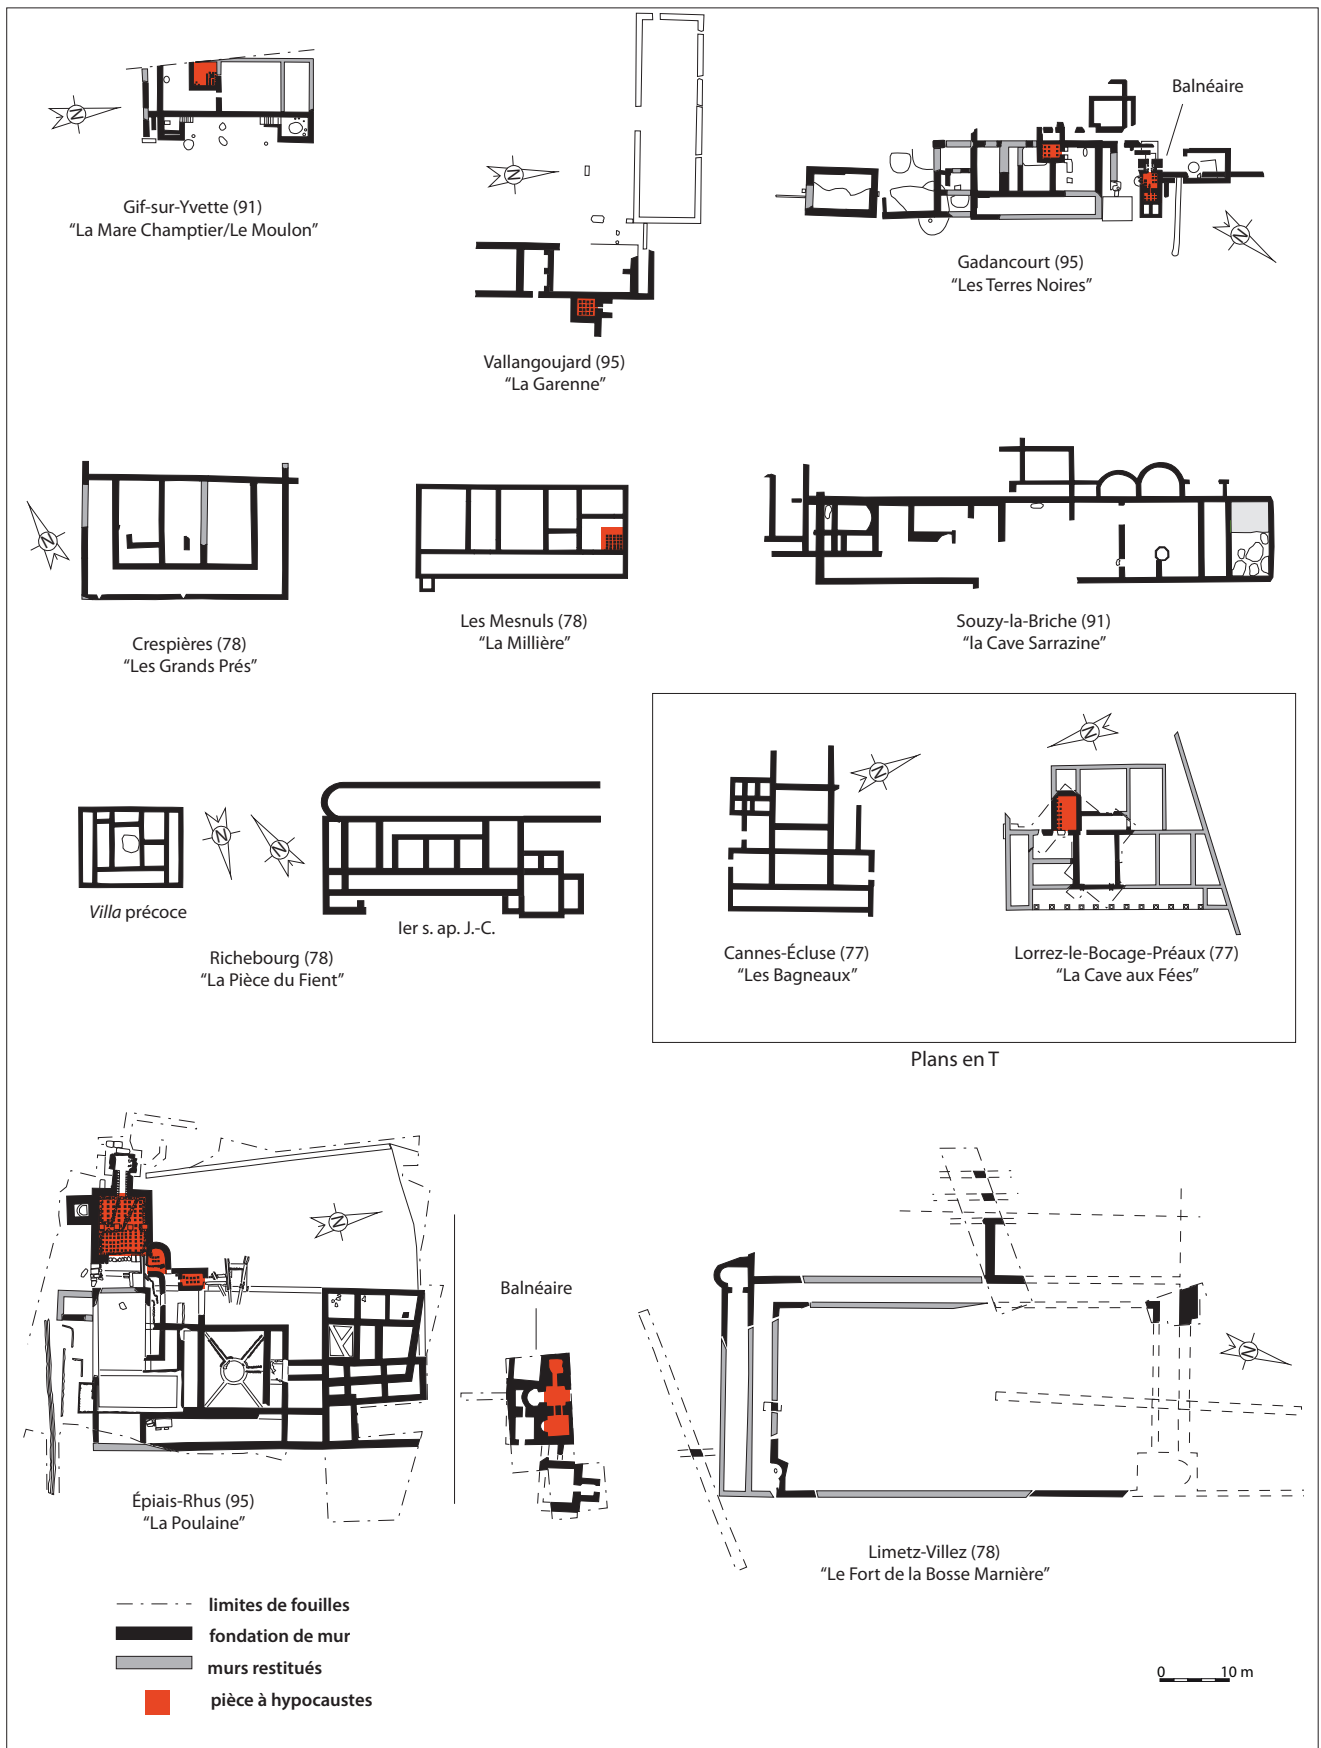 Gif-sur-Yvette (91)
“La Mare Champtier/Le Moulon”
N
Vallangoujard (95)
“La Garenne”
N
Balnéaire
Gadancourt (95)
“Les Terres Noires”
N
Crespières (78)
“Les Grands Prés”
N
Les Mesnuls (78)
“La Millière”
Souzy-la-Briche (91)
“la Cave Sarrazine”
Villa précoce
N
N
Ier s. ap. J.-C.
Richebourg (78)
“La Pièce du Fient”
N
Cannes-Écluse (77)
“Les Bagneaux”
N
Lorrez-le-Bocage-Préaux (77)
“La Cave aux Fées”
Plans en T
N
Balnéaire
Épiais-Rhus (95)
“La Poulaine”
N
Limetz-Villez (78)
“Le Fort de la Bosse Marnière”
limites de fouilles
fondation de mur
murs restitués
pièce à hypocaustes
0 10 m